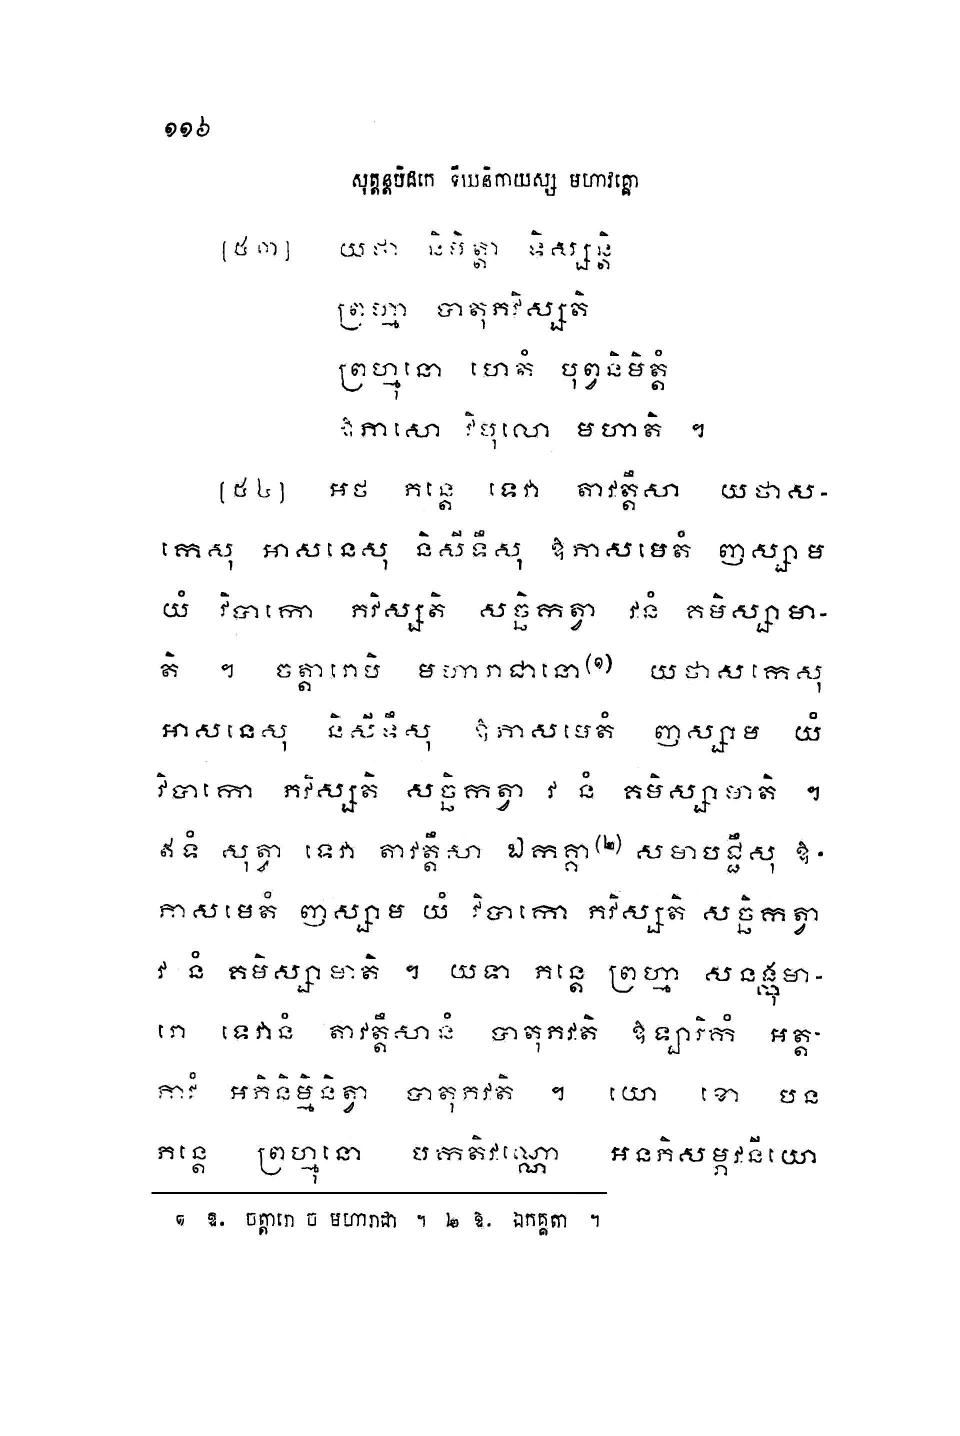 ១១៦
សុត្តន្តបិដកេ ទីឃនិកាយស្ស មហាវគ្គោ
[៥៣] យថា និមិត្តា ទិស្សន្តិ
ព្រហ្មា បាតុភវិស្សតិ
ព្រហ្មុនោ ហេតំ បុព្វនិមិត្តំ
ឱភាសោ វិបុលោ មហាតិ ។
[៥៤] អថ ភន្តេ ទេវា តាវត្តឹសា យថាស-
កេសុ អាសនេសុ និសីទឹសុ ឱភាសមេតំ ញស្សាម
យំ វិបាកោ ភវិស្សតិ សច្ឆិកត្វា វនំ គមិស្សាមា-
តិ ។ ចត្តារោបិ មហារាជានោ(១) យថាសកេសុ
អាសនេសុ និសីទឹសុ ឱភាសមេតំ ញស្សាម យំ
វិបាកោ ភវិស្សតិ សច្ឆិកត្វា វ នំ គមិស្សាមាតិ ។
ឥទំ សុត្វា ទេវា តាវត្តឹសា ឯកគ្គា(២) សមាបជ្ជឹសុ ឱ-
ភាសមេតំ ញស្សាម យំ វិបាកោ ភវិស្សតិ សច្ឆិកត្វា
វ នំ គមិស្សាមាតិ ។ យទា ភន្តេ ព្រហ្មា សនង្កុមា-
រោ ទេវានំ តាវត្តឹសានំ បាតុភវតិ ឱឡារិកំ អត្ត-
ភាវំ អភិនិម្មិនិត្វា បាតុភវតិ ។ យោ ខោ បន
ភន្តេ ព្រហ្មុនោ បកតិវណ្ណោ អនភិសម្ភវនីយោ
១ ឱ. ចត្តារោ ច មហារាជា ។ ២ ឱ. ឯកគ្គតា ។